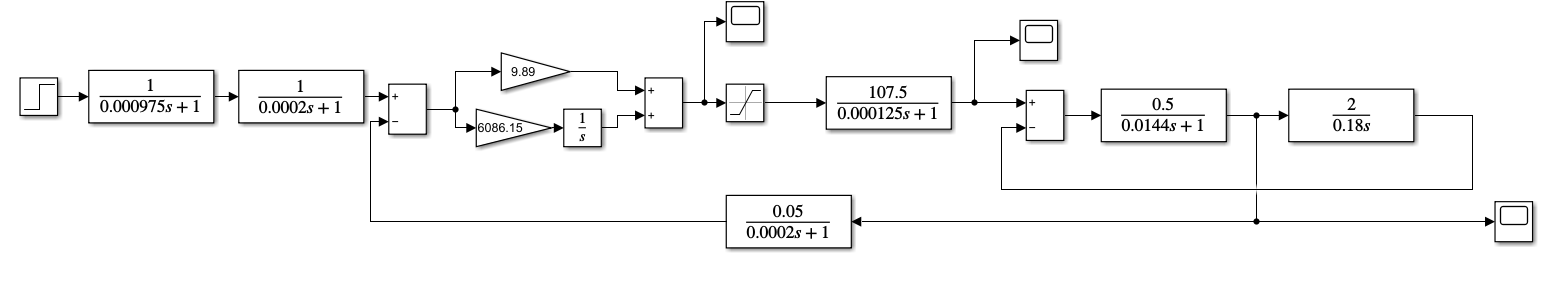 1
0.000975s + 1
1
0.0002s + 1
+
−
9.89
6086.15
1
s
+
+
107.5
0.000125s + 1
+
−
0.5
0.0144s + 1
2
0.18s
0.05
0.0002s + 1